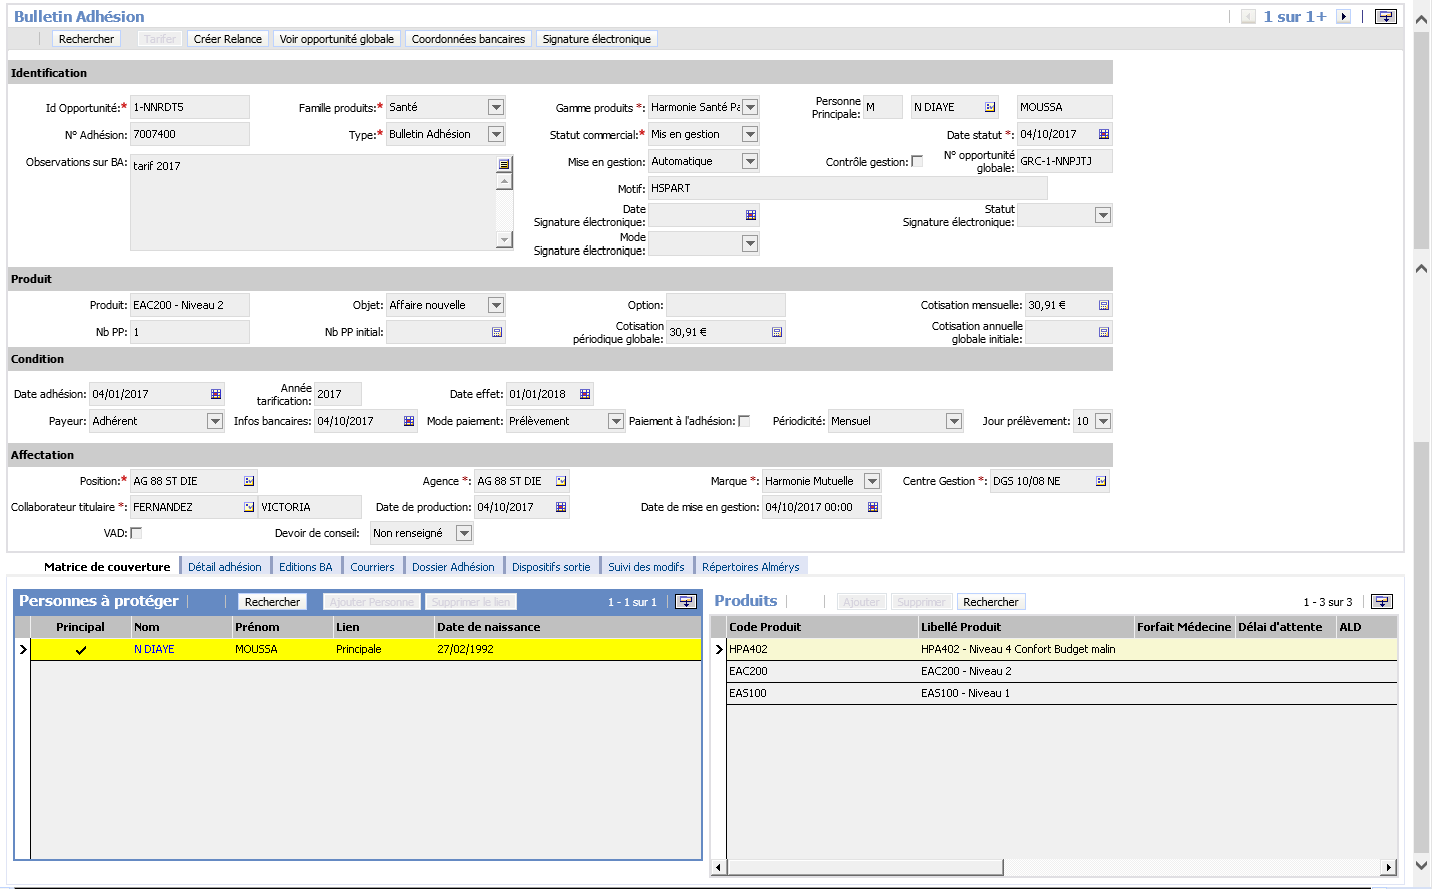 Bulletin Adhésion
1 sur 1+
Rechercher Tarifer Créer Relance Voir opportunité globale Coordonnées bancaires Signature électronique
Identification
Id Opportunité:* 1-NNRDT5 Famille produits:* Santé Gamme produits *: Harmonie Santé Pa Personne Principale: M N DIAYE MOUSSA
N° Adhésion: 7007400 Type:* Bulletin Adhésion Statut commercial:* Mis en gestion Date statut *: 04/10/2017
Observations sur BA: tarif 2017 Mise en gestion: Automatique Contrôle gestion: N° opportunité globale: GRC-1-NNPJTJ
Motif: HSPART
Date Signature électronique: Statut Signature électronique:
Mode Signature électronique:
Produit
Produit: EAC200 - Niveau 2 Objet: Affaire nouvelle Option: Cotisation mensuelle: 30,91 €
Nb PP: 1 Nb PP initial: Cotisation périodique globale: 30,91 € Cotisation annuelle globale initiale:
Condition
Date adhésion: 04/01/2017 Année tarification: 2017 Date effet: 01/01/2018
Payeur: Adhérent Infos bancaires: 04/10/2017 Mode paiement: Prélèvement Paiement à l'adhésion: Périodicité: Mensuel Jour prélèvement: 10
Affectation
Position:* AG 88 ST DIE Agence *: AG 88 ST DIE Marque *: Harmonie Mutuelle Centre Gestion *: DGS 10/08 NE
Collaborateur titulaire *: FERNANDEZ VICTORIA Date de production: 04/10/2017 Date de mise en gestion: 04/10/2017 00:00
VAD: Devoir de conseil: Non renseigné
Matrice de couverture Détail adhésion Editions BA Courriers Dossier Adhésion Dispositifs sortie Suivi des modifs Répertoires Almérys
Personnes à protéger Rechercher Ajouter Personne Supprimer le lien 1 - 1 sur 1
Principal Nom Prénom Lien Date de naissance
N DIAYE MOUSSA Principale 27/02/1992
Produits Ajouter Supprimer Rechercher 1 - 3 sur 3
Code Produit Libellé Produit Forfait Médecine Délai d'attente ALD
HPA402 HPA402 - Niveau 4 Confort Budget malin
EAC200 EAC200 - Niveau 2
EAS100 EAS100 - Niveau 1